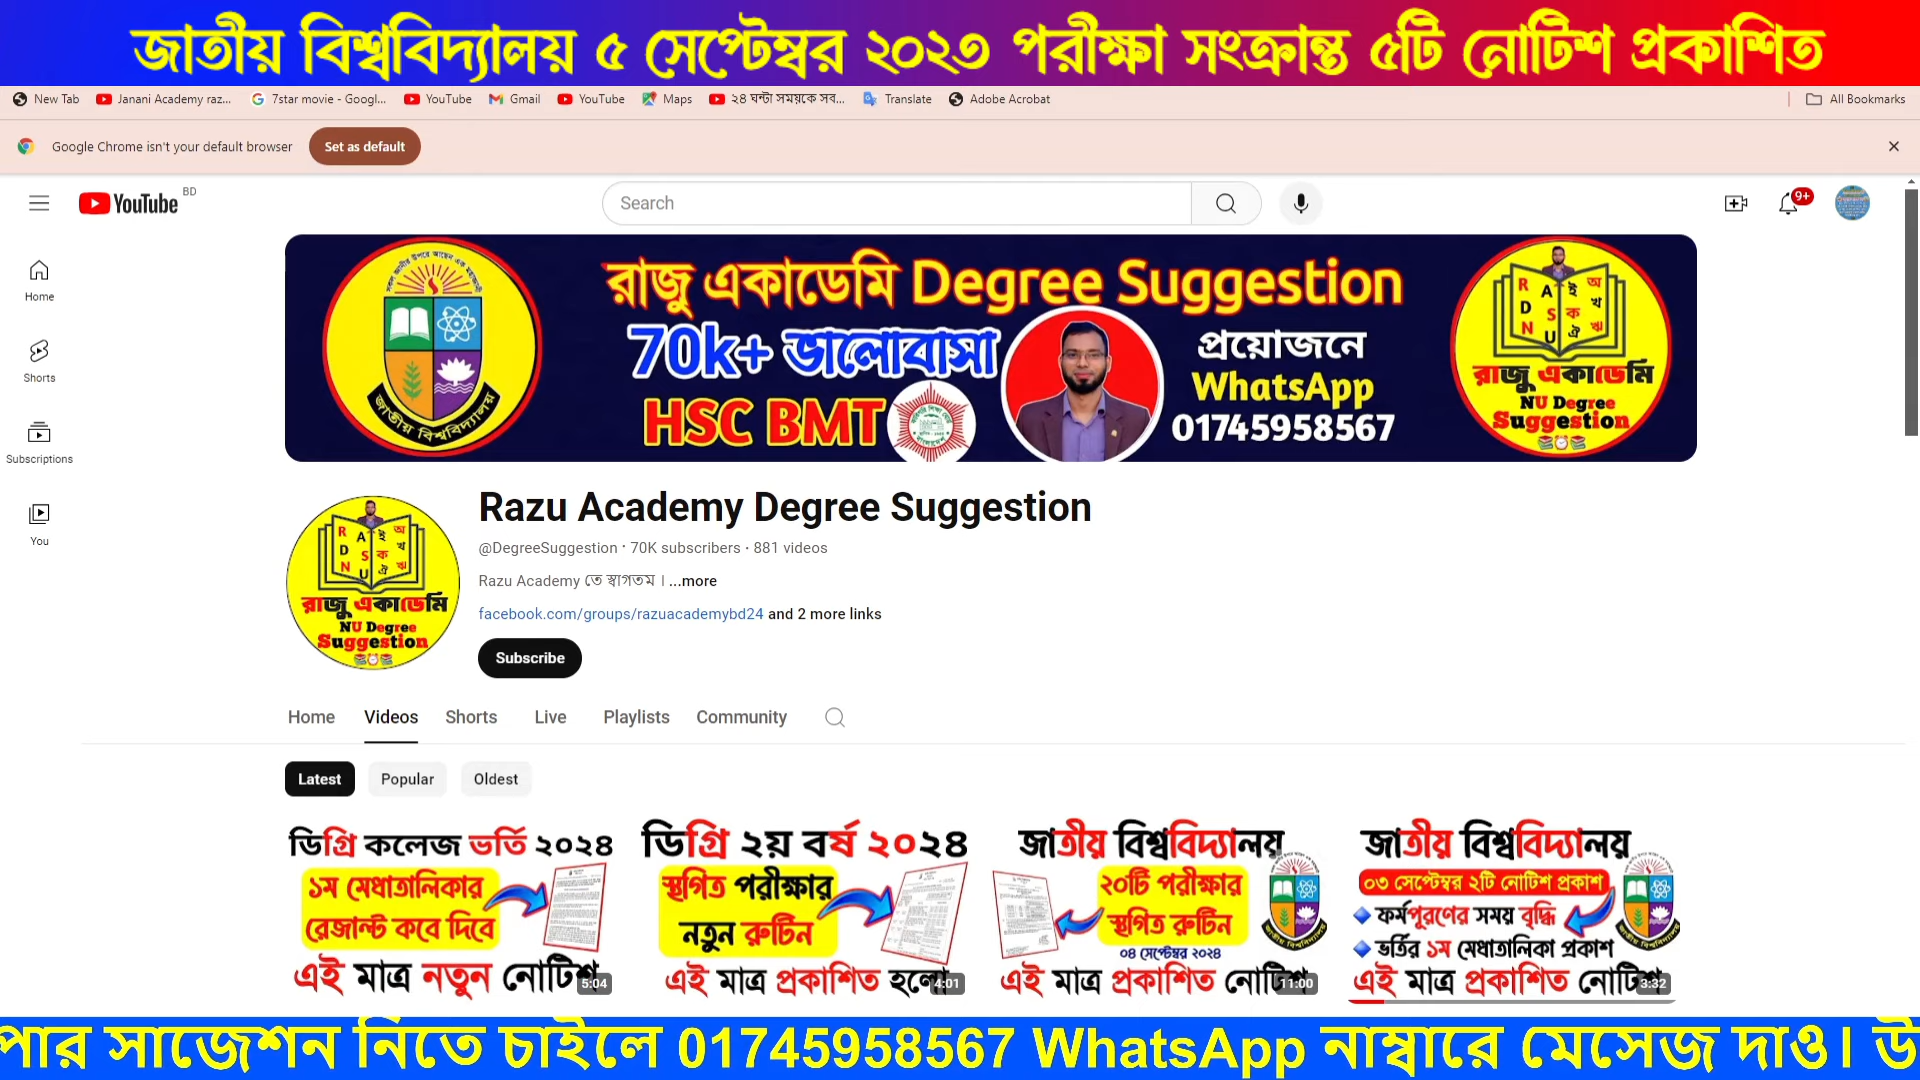 জাতীয় বিশ্ববিদ্যালয় ৫ সেপ্টেম্বর ২০২৩ পরীক্ষা সংক্রান্ত ৫টি নোটিশ প্রকাশিত
New Tab Janani Academy raz... 7star movie - Googl... YouTube Gmail YouTube Maps ২৪ ঘন্টা সময়কে সব... Translate Adobe Acrobat All Bookmarks
Google Chrome isn't your default browser Set as default
YouTube BD Search 9+
Home
Shorts
Subscriptions
You
জাতীয় বিশ্ববিদ্যালয়
রাজু একাডেমি Degree Suggestion
70k+ ভালোবাসা
HSC BMT
প্রয়োজনে
WhatsApp
01745958567
রাজু একাডেমি
NU Degree
Suggestion
রাজু একাডেমি
NU Degree
Suggestion
Razu Academy Degree Suggestion
@DegreeSuggestion · 70K subscribers · 881 videos
Razu Academy তে স্বাগতম । ...more
facebook.com/groups/razuacademybd24 and 2 more links
Subscribe
Home Videos Shorts Live Playlists Community
Latest Popular Oldest
ডিগ্রি কলেজ ভর্তি ২০২৪
১ম মেধাতালিকার
রেজাল্ট কবে দিবে
এই মাত্র নতুন নোটিশ
5:04
ডিগ্রি ২য় বর্ষ ২০২৪
স্থগিত পরীক্ষার
নতুন রুটিন
এই মাত্র প্রকাশিত হলো
4:01
জাতীয় বিশ্ববিদ্যালয়
২০টি পরীক্ষার
স্থগিত রুটিন
০৪ সেপ্টেম্বর ২০২৪
এই মাত্র প্রকাশিত নোটিশ
11:00
জাতীয় বিশ্ববিদ্যালয়
০৩ সেপ্টেম্বর ২টি নোটিশ প্রকাশ
ফর্মপূরণের সময় বৃদ্ধি
ভর্তির ১ম মেধাতালিকা প্রকাশ
এই মাত্র প্রকাশিত নোটিশ
3:32
পার সাজেশন নিতে চাইলে 01745958567 WhatsApp নাম্বারে মেসেজ দাও। উ